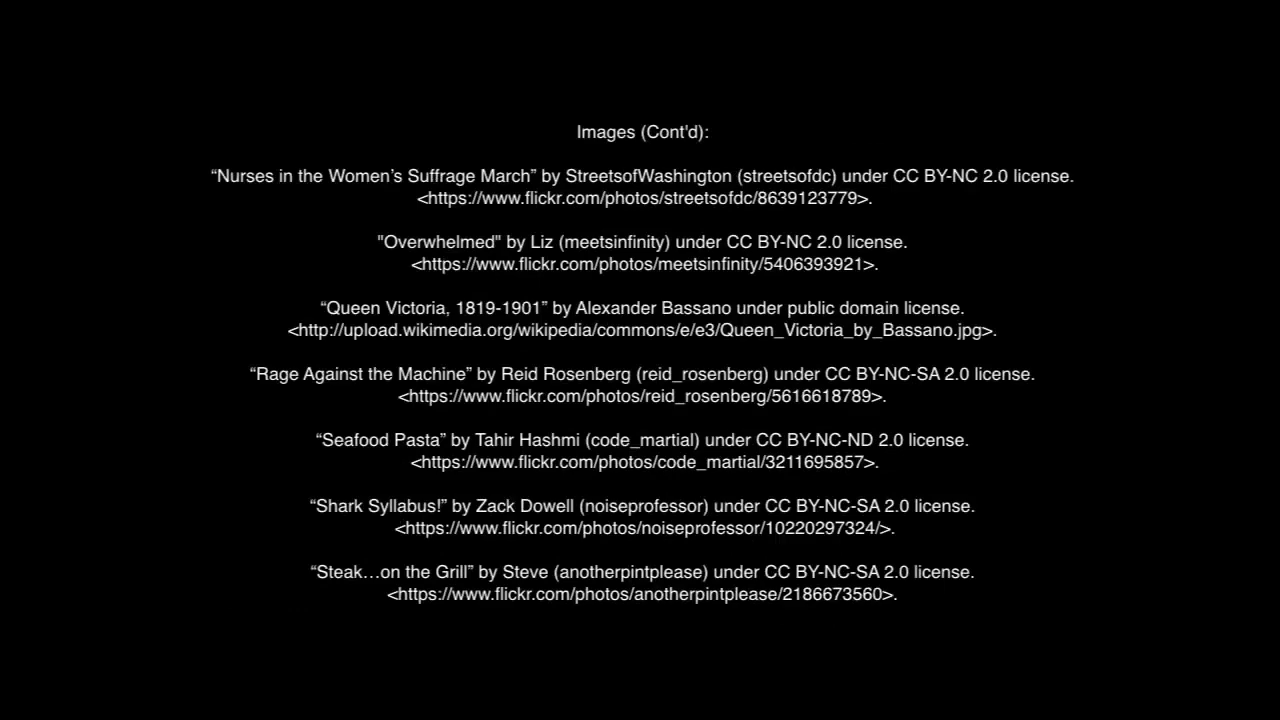 Images (Cont'd):
“Nurses in the Women’s Suffrage March” by StreetsofWashington (streetsofdc) under CC BY-NC 2.0 license.
<https://www.flickr.com/photos/streetsofdc/8639123779>.
"Overwhelmed" by Liz (meetsinfinity) under CC BY-NC 2.0 license.
<https://www.flickr.com/photos/meetsinfinity/5406393921>.
“Queen Victoria, 1819-1901” by Alexander Bassano under public domain license.
<http://upload.wikimedia.org/wikipedia/commons/e/e3/Queen_Victoria_by_Bassano.jpg>.
“Rage Against the Machine” by Reid Rosenberg (reid_rosenberg) under CC BY-NC-SA 2.0 license.
<https://www.flickr.com/photos/reid_rosenberg/5616618789>.
“Seafood Pasta” by Tahir Hashmi (code_martial) under CC BY-NC-ND 2.0 license.
<https://www.flickr.com/photos/code_martial/3211695857>.
“Shark Syllabus!” by Zack Dowell (noiseprofessor) under CC BY-NC-SA 2.0 license.
<https://www.flickr.com/photos/noiseprofessor/10220297324/>.
“Steak…on the Grill” by Steve (anotherpintplease) under CC BY-NC-SA 2.0 license.
<https://www.flickr.com/photos/anotherpintplease/2186673560>.